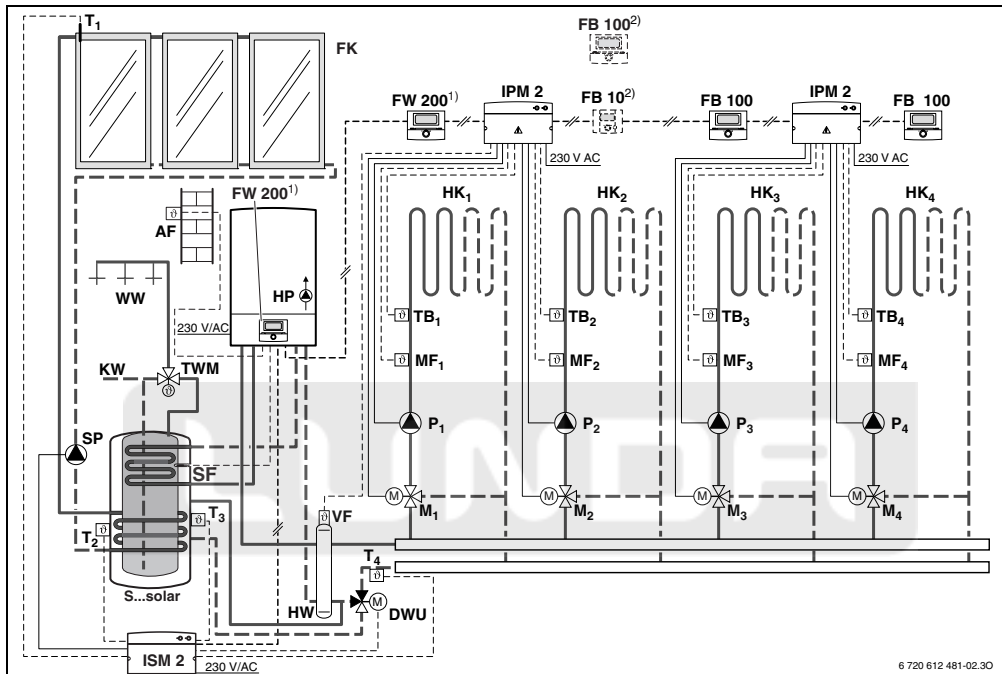 T1
FK
FB 100 2)
FW 200 1)
IPM 2
FB 10 2)
FB 100
IPM 2
FB 100
230 V AC
230 V AC
AF
FW 200 1)
HK1
HK2
HK3
HK4
WW
HP
230 V/AC
TB1
TB2
TB3
TB4
KW
TWM
MF1
MF2
MF3
MF4
SP
SF
P1
P2
P3
P4
M
M1
M
M2
M
M3
M
M4
T2
T3
VF
T4
S...solar
HW
M
DWU
ISM 2
230 V/AC
6 720 612 481-02.3O
LUNDA